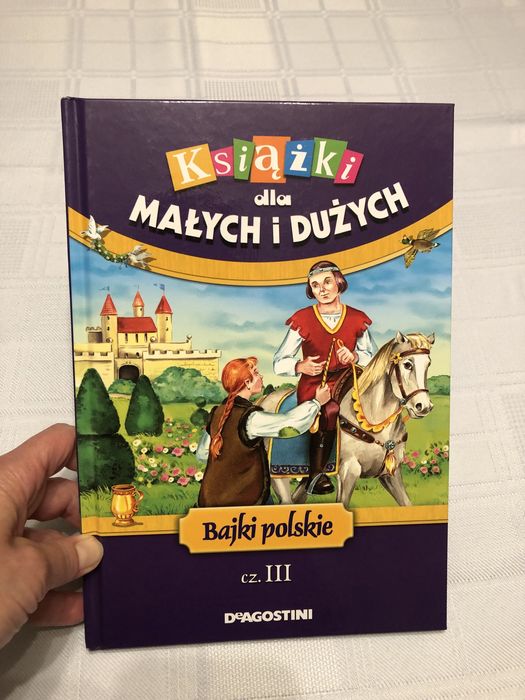 Książki
dla
MAŁYCH i DUŻYCH
Bajki polskie
cz. III
DeAGOSTINI